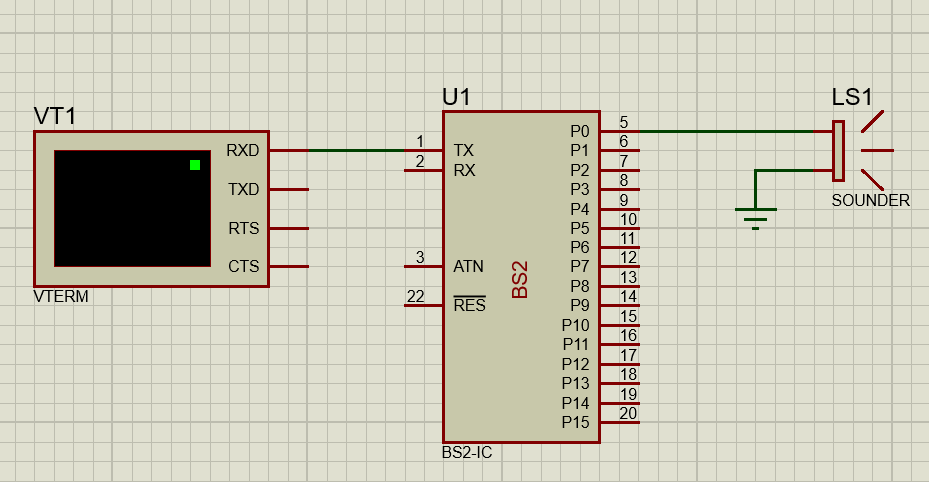 VT1
RXD
TXD
RTS
CTS
VTERM
U1
1 TX
2 RX
3 ATN
22 RES
BS2
P0 5
P1 6
P2 7
P3 8
P4 9
P5 10
P6 11
P7 12
P8 13
P9 14
P10 15
P11 16
P12 17
P13 18
P14 19
P15 20
BS2-IC
LS1
SOUNDER